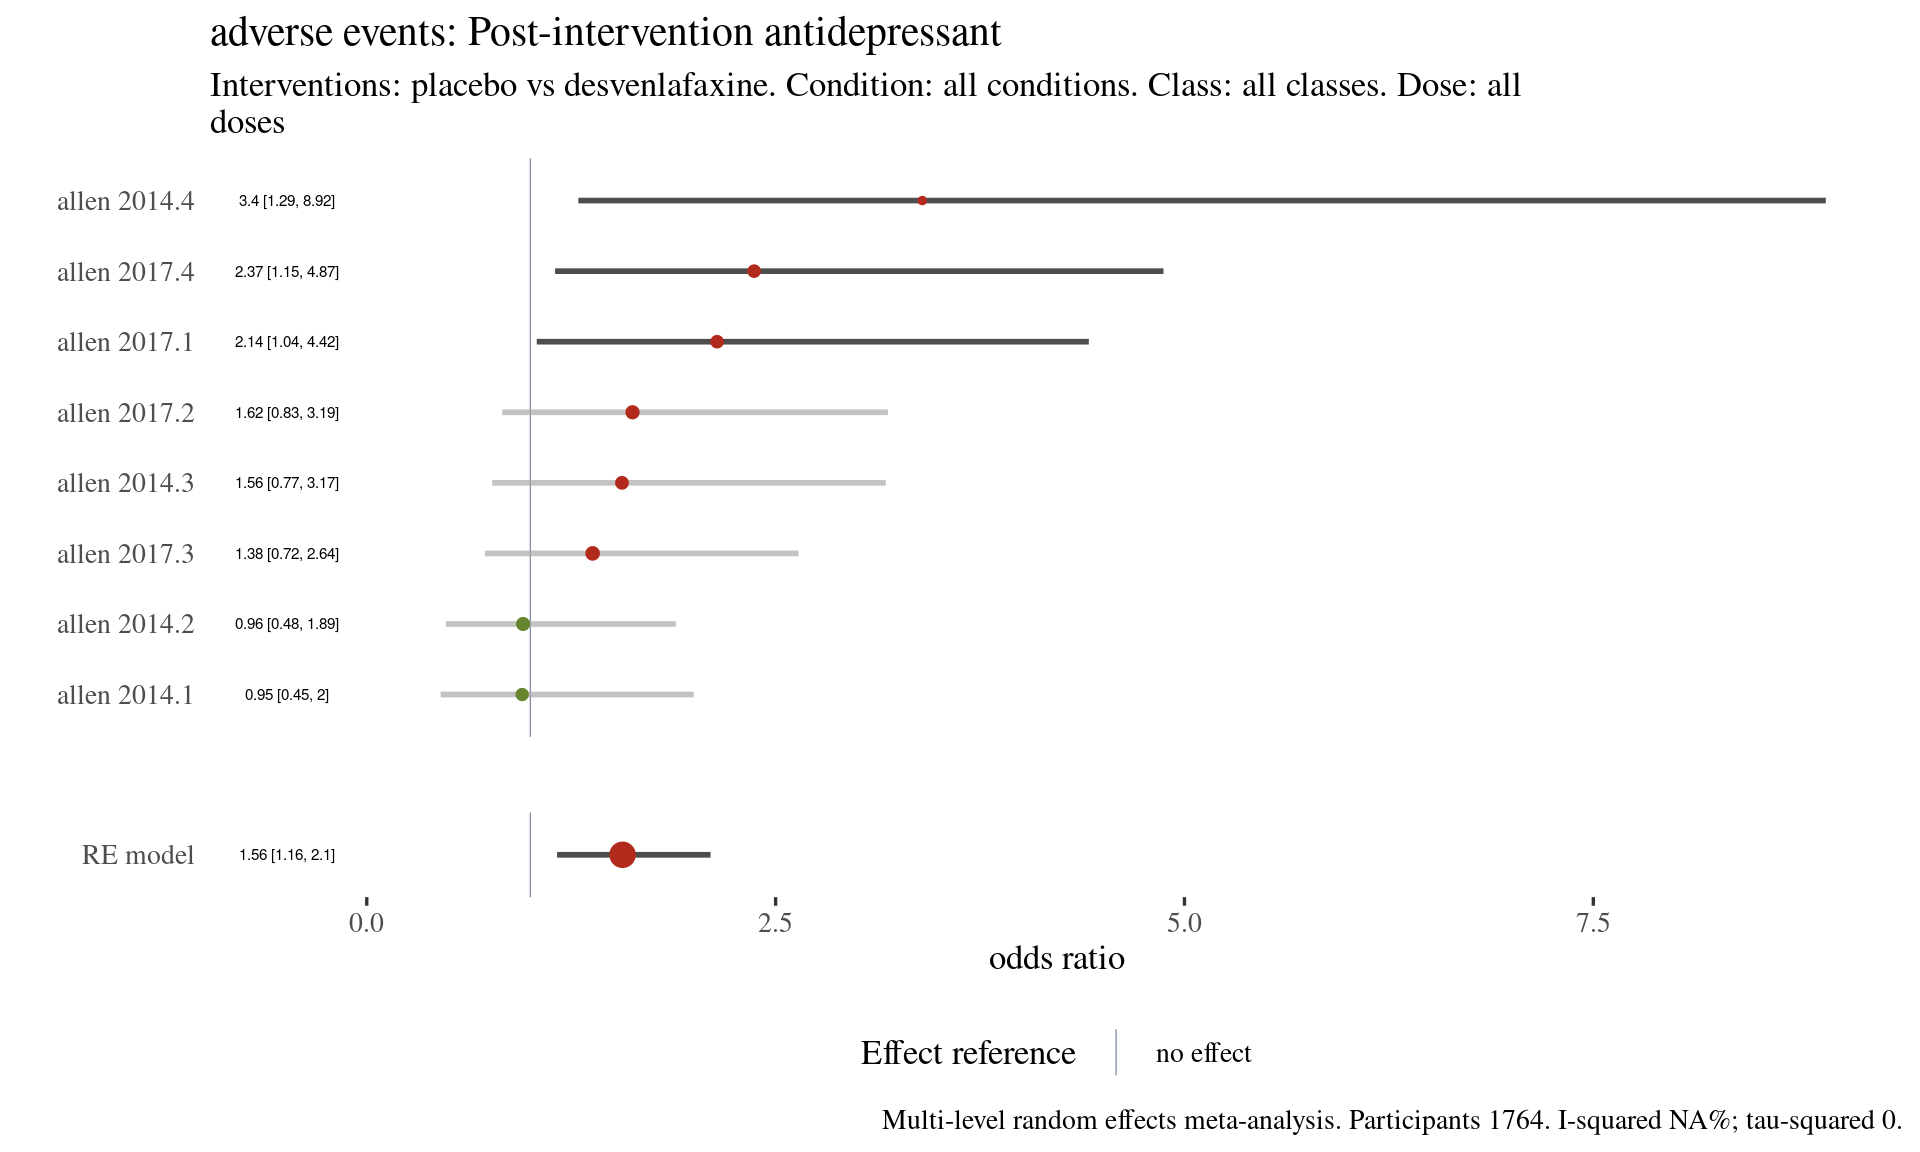 adverse events: Post-intervention antidepressant
Interventions: placebo vs desvenlafaxine. Condition: all conditions. Class: all classes. Dose: all
doses
allen 2014.4 3.4 [1.29, 8.92]
allen 2017.4 2.37 [1.15, 4.87]
allen 2017.1 2.14 [1.04, 4.42]
allen 2017.2 1.62 [0.83, 3.19]
allen 2014.3 1.56 [0.77, 3.17]
allen 2017.3 1.38 [0.72, 2.64]
allen 2014.2 0.96 [0.48, 1.89]
allen 2014.1 0.95 [0.45, 2]
RE model 1.56 [1.16, 2.1]
0.0 2.5 5.0 7.5
odds ratio
Effect reference no effect
Multi-level random effects meta-analysis. Participants 1764. I-squared NA%; tau-squared 0.